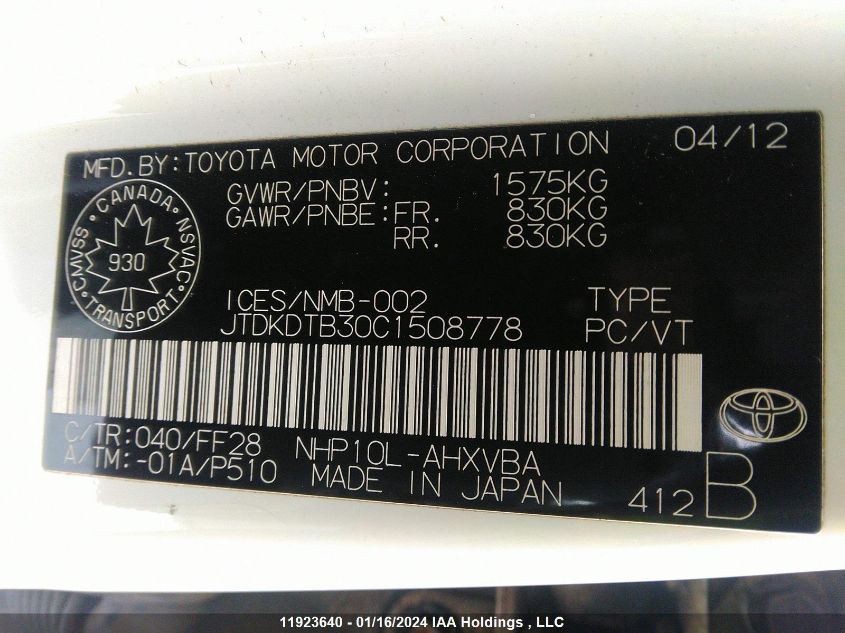 MFD.BY:TOYOTA MOTOR CORPORATION 04/12
GVWR/PNBV: 1575KG
GAWR/PNBE:FR. 830KG
RR. 830KG
CMVSS • CANADA • NSVAC • TRANSPORT •
930
ICES/NMB-002 TYPE
JTDKDTB30C1508778 PC/VT
C/TR:040/FF28 NHP10L-AHXVBA
A/TM:-01A/P510 MADE IN JAPAN
412 B
11923640 - 01/16/2024 IAA Holdings , LLC